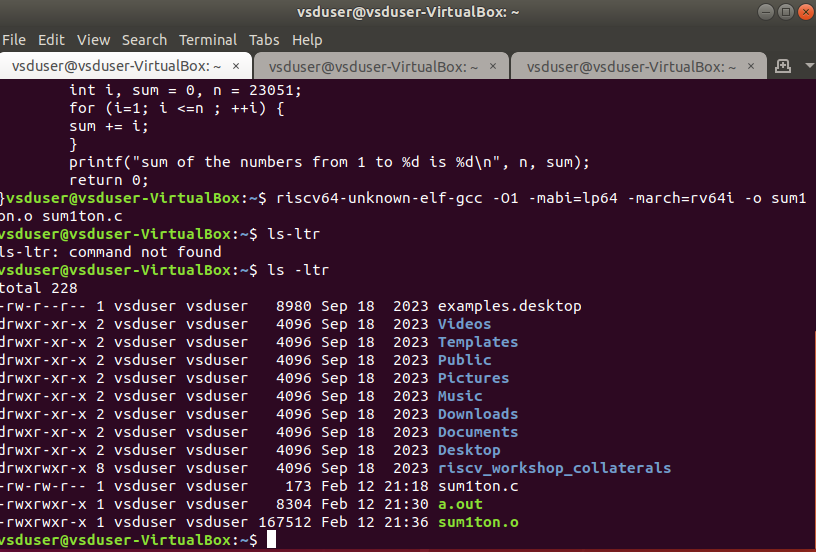 vsduser@vsduser-VirtualBox: ~
File Edit View Search Terminal Tabs Help
vsduser@vsduser-VirtualBox: ~ × vsduser@vsduser-VirtualBox: ~ × vsduser@vsduser-VirtualBox: ~ ×
int i, sum = 0, n = 23051;
for (i=1; i <=n ; ++i) {
sum += i;
}
printf("sum of the numbers from 1 to %d is %d\n", n, sum);
return 0;
}vsduser@vsduser-VirtualBox:~$ riscv64-unknown-elf-gcc -O1 -mabi=lp64 -march=rv64i -o sum1
on.o sum1ton.c
vsduser@vsduser-VirtualBox:~$ ls-ltr
ls-ltr: command not found
vsduser@vsduser-VirtualBox:~$ ls -ltr
total 228
-rw-r--r-- 1 vsduser vsduser   8980 Sep 18  2023 examples.desktop
drwxr-xr-x 2 vsduser vsduser   4096 Sep 18  2023 Videos
drwxr-xr-x 2 vsduser vsduser   4096 Sep 18  2023 Templates
drwxr-xr-x 2 vsduser vsduser   4096 Sep 18  2023 Public
drwxr-xr-x 2 vsduser vsduser   4096 Sep 18  2023 Pictures
drwxr-xr-x 2 vsduser vsduser   4096 Sep 18  2023 Music
drwxr-xr-x 2 vsduser vsduser   4096 Sep 18  2023 Downloads
drwxr-xr-x 2 vsduser vsduser   4096 Sep 18  2023 Documents
drwxr-xr-x 2 vsduser vsduser   4096 Sep 18  2023 Desktop
drwxrwxr-x 8 vsduser vsduser   4096 Sep 18  2023 riscv_workshop_collaterals
-rw-rw-r-- 1 vsduser vsduser    173 Feb 12 21:18 sum1ton.c
-rwxrwxr-x 1 vsduser vsduser   8304 Feb 12 21:30 a.out
-rwxrwxr-x 1 vsduser vsduser 167512 Feb 12 21:36 sum1ton.o
vsduser@vsduser-VirtualBox:~$